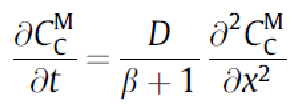 ∂C_C^M/∂t = D/(β + 1) ∂²C_C^M/∂x²